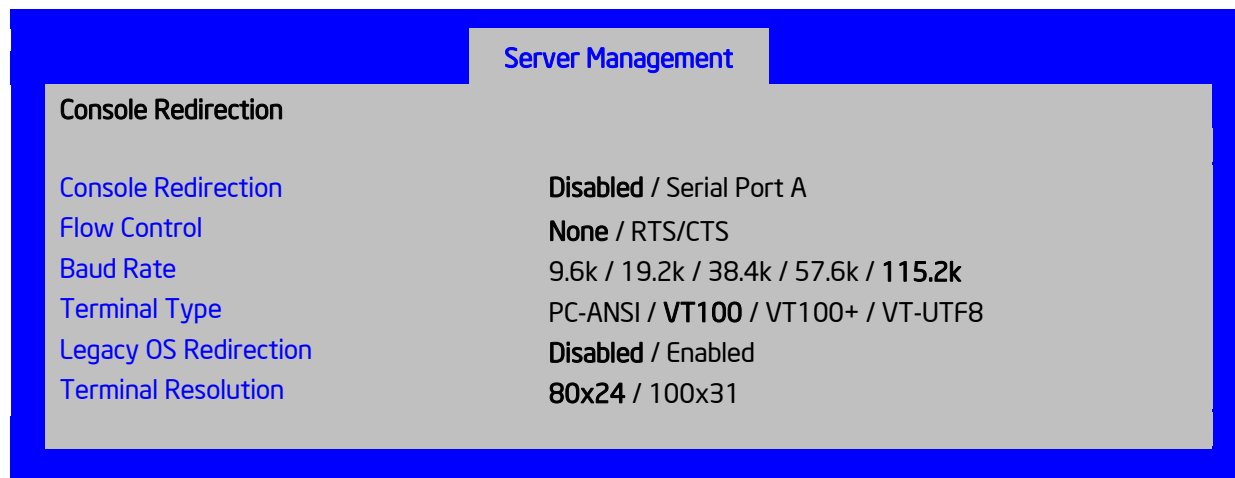 Server Management
Console Redirection
Console Redirection Disabled / Serial Port A
Flow Control None / RTS/CTS
Baud Rate 9.6k / 19.2k / 38.4k / 57.6k / 115.2k
Terminal Type PC-ANSI / VT100 / VT100+ / VT-UTF8
Legacy OS Redirection Disabled / Enabled
Terminal Resolution 80x24 / 100x31